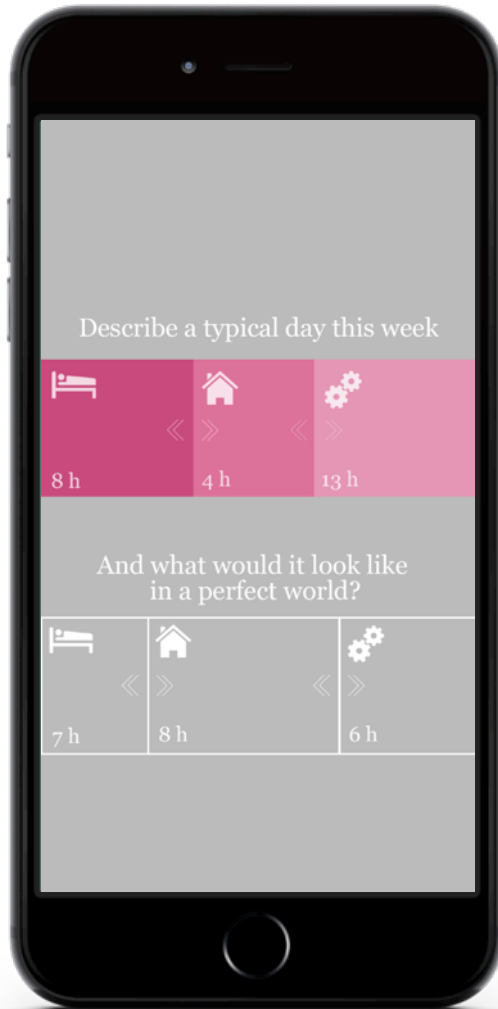 Describe a typical day this week
8 h
4 h
13 h
And what would it look like
in a perfect world?
7 h
8 h
6 h